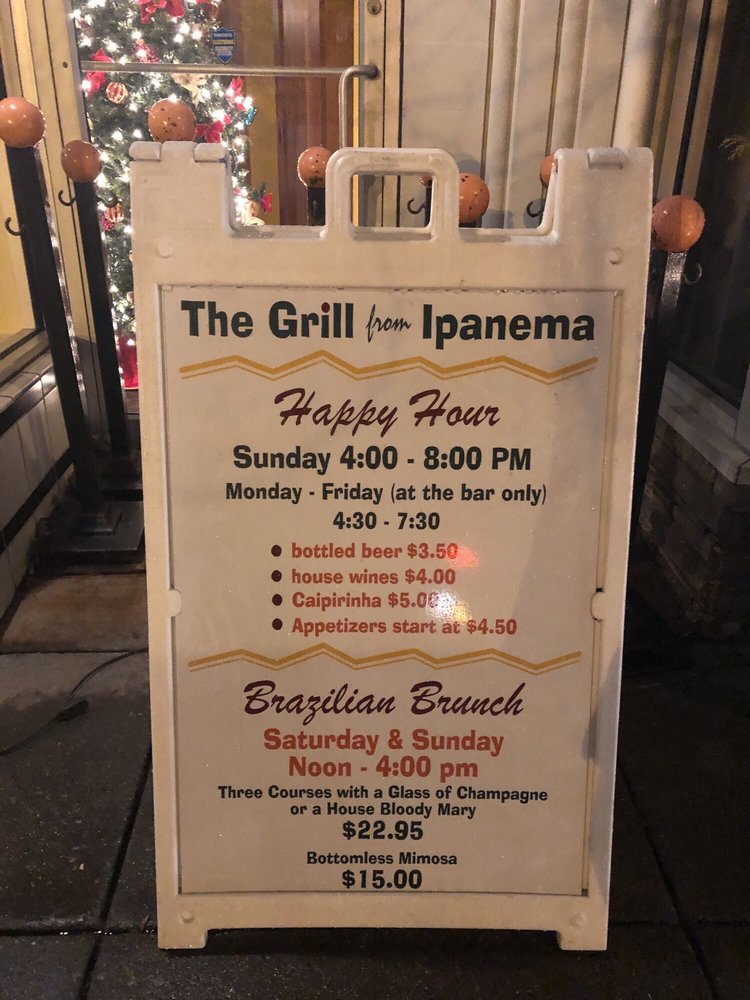 The Grill from Ipanema
Happy Hour
Sunday 4:00 - 8:00 PM
Monday - Friday (at the bar only)
4:30 - 7:30
• bottled beer $3.50
• house wines $4.00
• Caipirinha $5.00
• Appetizers start at $4.50
Brazilian Brunch
Saturday & Sunday
Noon - 4:00 pm
Three Courses with a Glass of Champagne
or a House Bloody Mary
$22.95
Bottomless Mimosa
$15.00